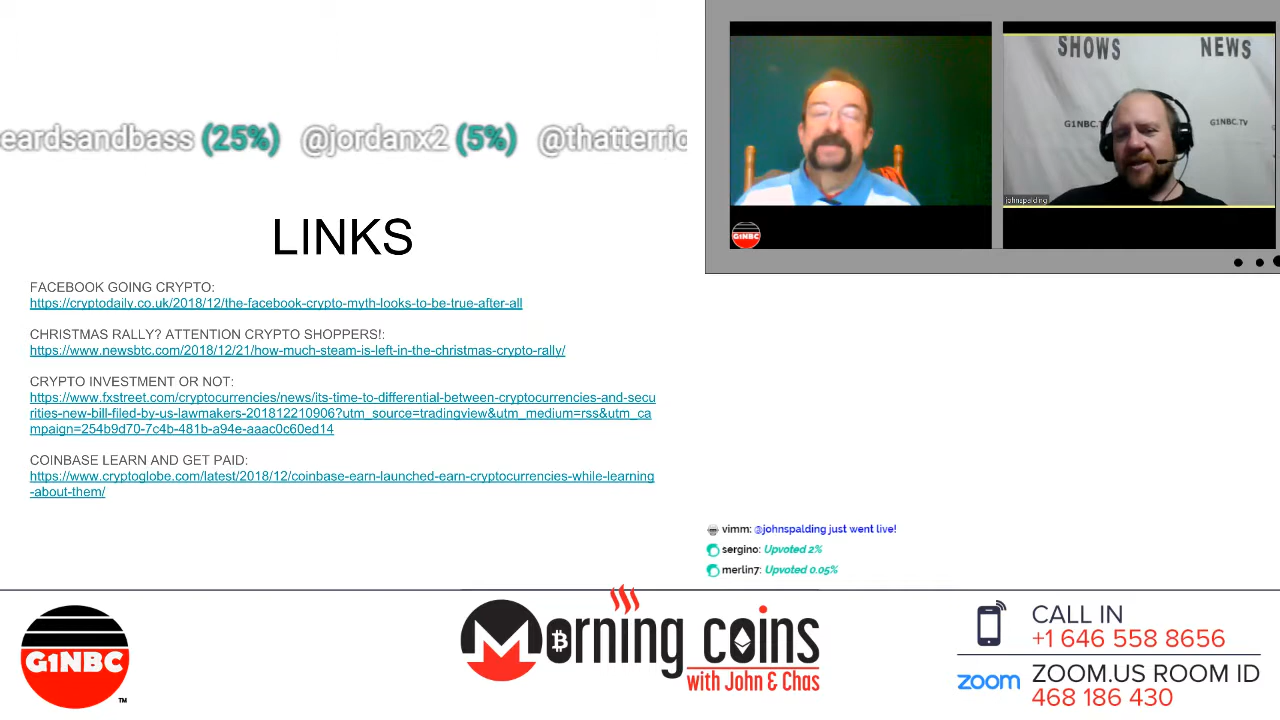 eardsandbass (25%) @jordanx2 (5%) @thatterric
SHOWS NEWS
G1NBC.T G1NBC.TV
johnspalding
G1NBC
LINKS
FACEBOOK GOING CRYPTO:
https://cryptodaily.co.uk/2018/12/the-facebook-crypto-myth-looks-to-be-true-after-all
CHRISTMAS RALLY? ATTENTION CRYPTO SHOPPERS!:
https://www.newsbtc.com/2018/12/21/how-much-steam-is-left-in-the-christmas-crypto-rally/
CRYPTO INVESTMENT OR NOT:
https://www.fxstreet.com/cryptocurrencies/news/its-time-to-differential-between-cryptocurrencies-and-secu
rities-new-bill-filed-by-us-lawmakers-201812210906?utm_source=tradingview&utm_medium=rss&utm_ca
mpaign=254b9d70-7c4b-481b-a94e-aaac0c60ed14
COINBASE LEARN AND GET PAID:
https://www.cryptoglobe.com/latest/2018/12/coinbase-earn-launched-earn-cryptocurrencies-while-learning
-about-them/
vimm: @johnspalding just went live!
sergino: Upvoted 2%
merlin7: Upvoted 0.05%
G1NBC
TM
Morning coins
with John & Chas
CALL IN
+1 646 558 8656
zoom ZOOM.US ROOM ID
468 186 430